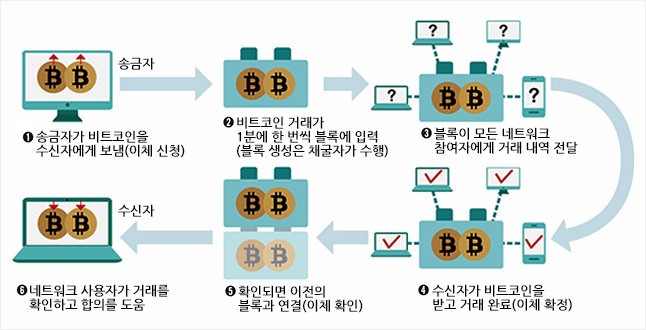 송금자
❶ 송금자가 비트코인을
수신자에게 보냄(이체 신청)
❷ 비트코인 거래가
1분에 한 번씩 블록에 입력
(블록 생성은 채굴자가 수행)
? ? ? ?
❸ 블록이 모든 네트워크
참여자에게 거래 내역 전달
❹ 수신자가 비트코인을
받고 거래 완료(이체 확정)
❺ 확인되면 이전의
블록과 연결(이체 확인)
수신자
❻ 네트워크 사용자가 거래를
확인하고 합의를 도움